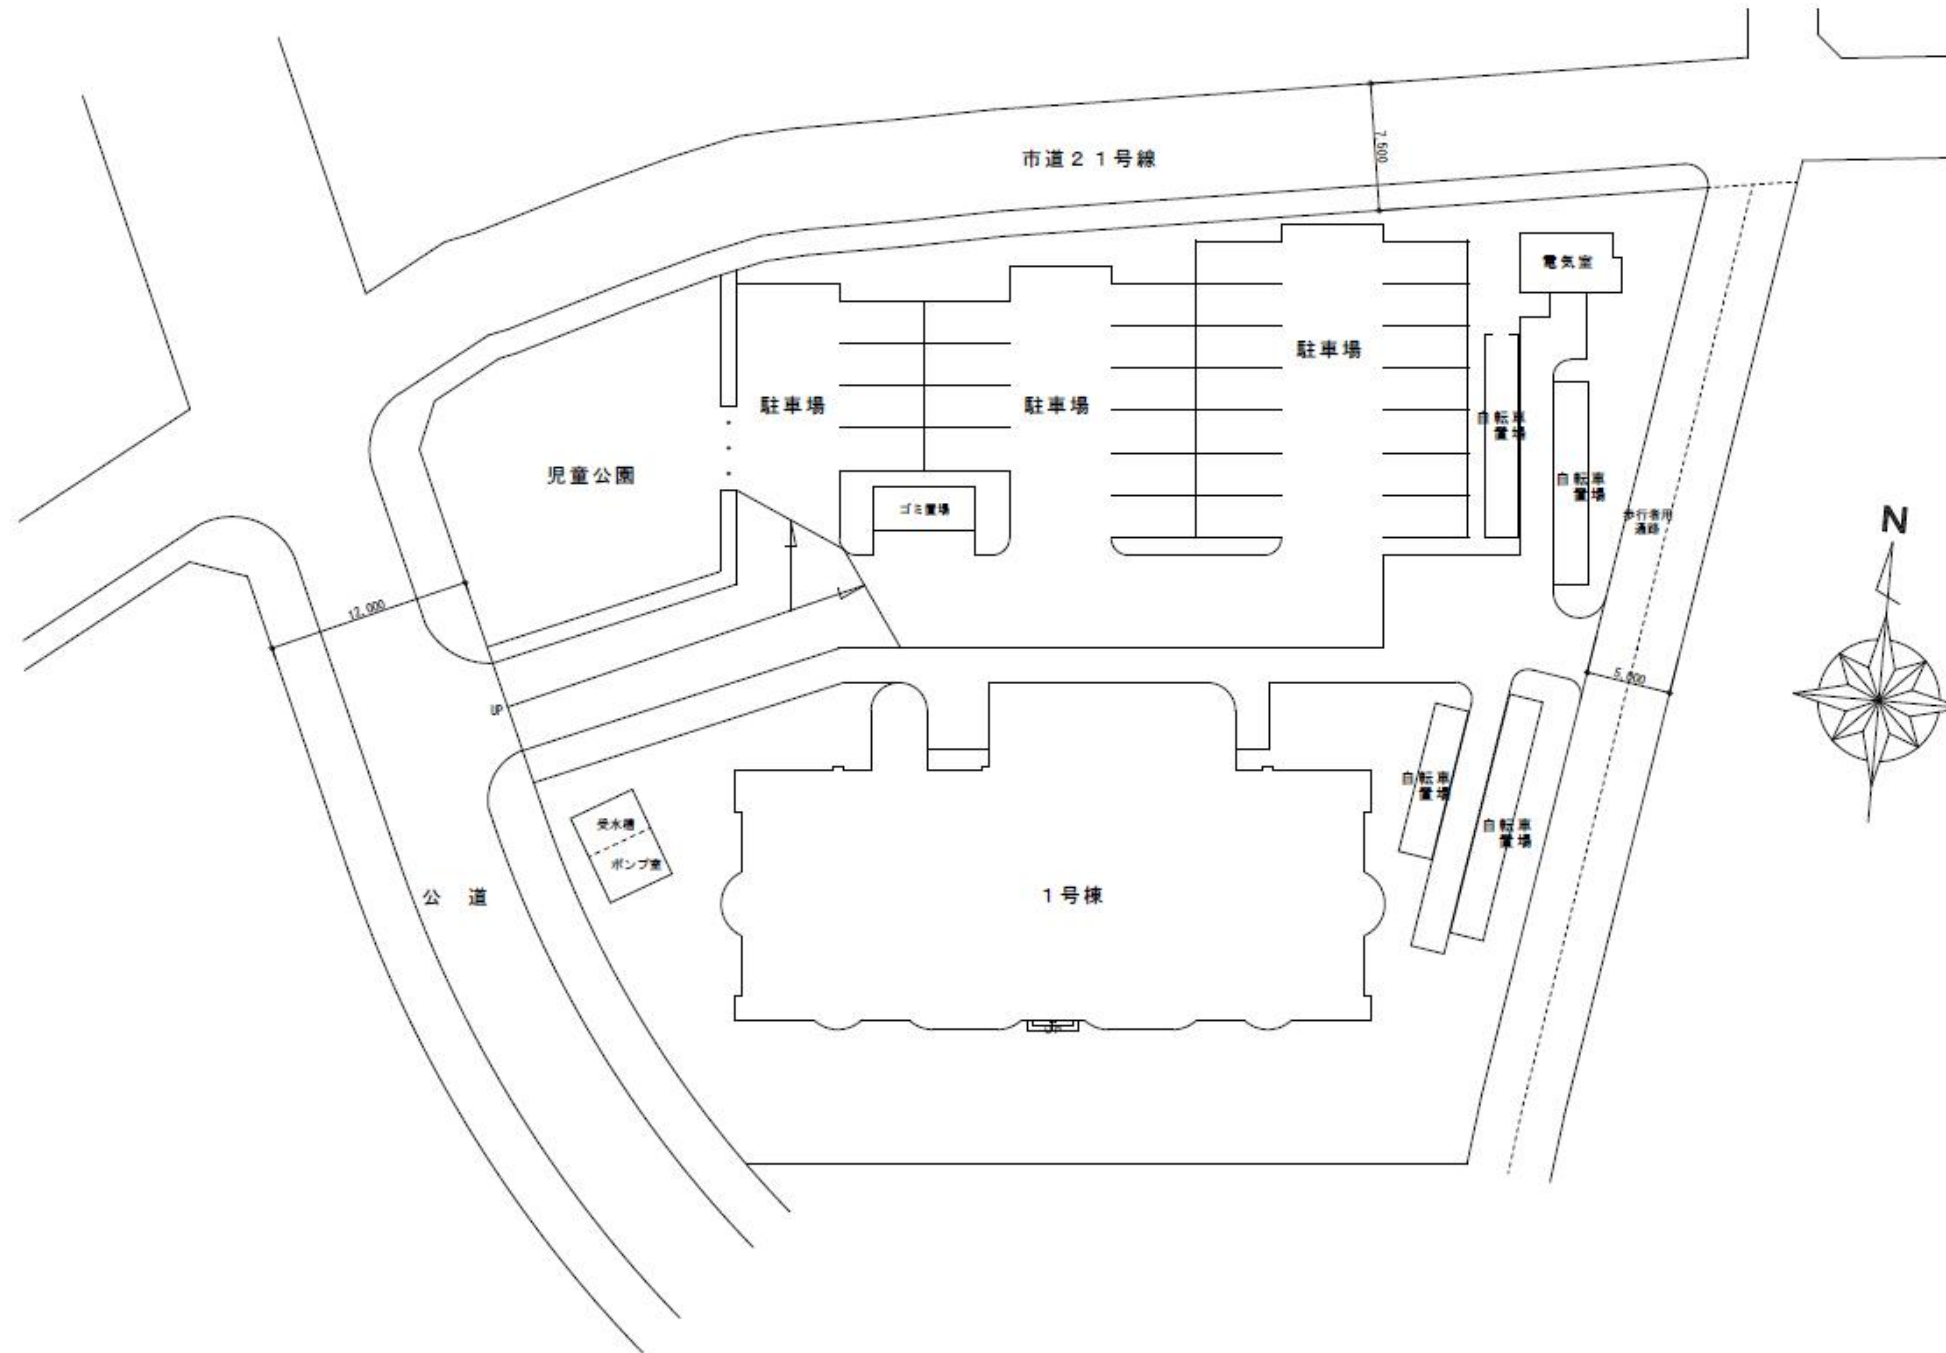 市道２１号線
7,500
N
電気室
駐車場
駐車場
駐車場
自転車
置場
自転車
置場
児童公園
ゴミ置場
歩行者用
通路
12,000
5,000
UP
自転車
置場
自転車
置場
受水槽
ポンプ室
公　道
１号棟
UP